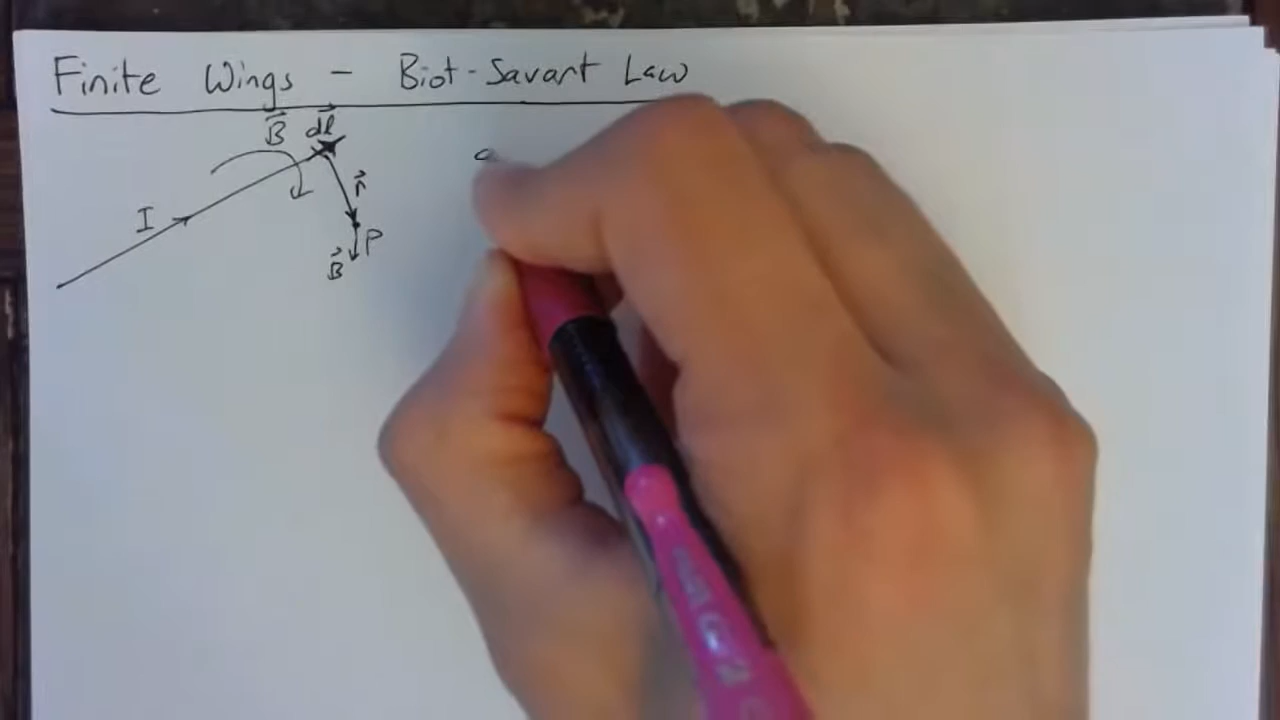 Finite Wings - Biot-Savart Law
B⃗ dl⃗
I r⃗
P
B⃗